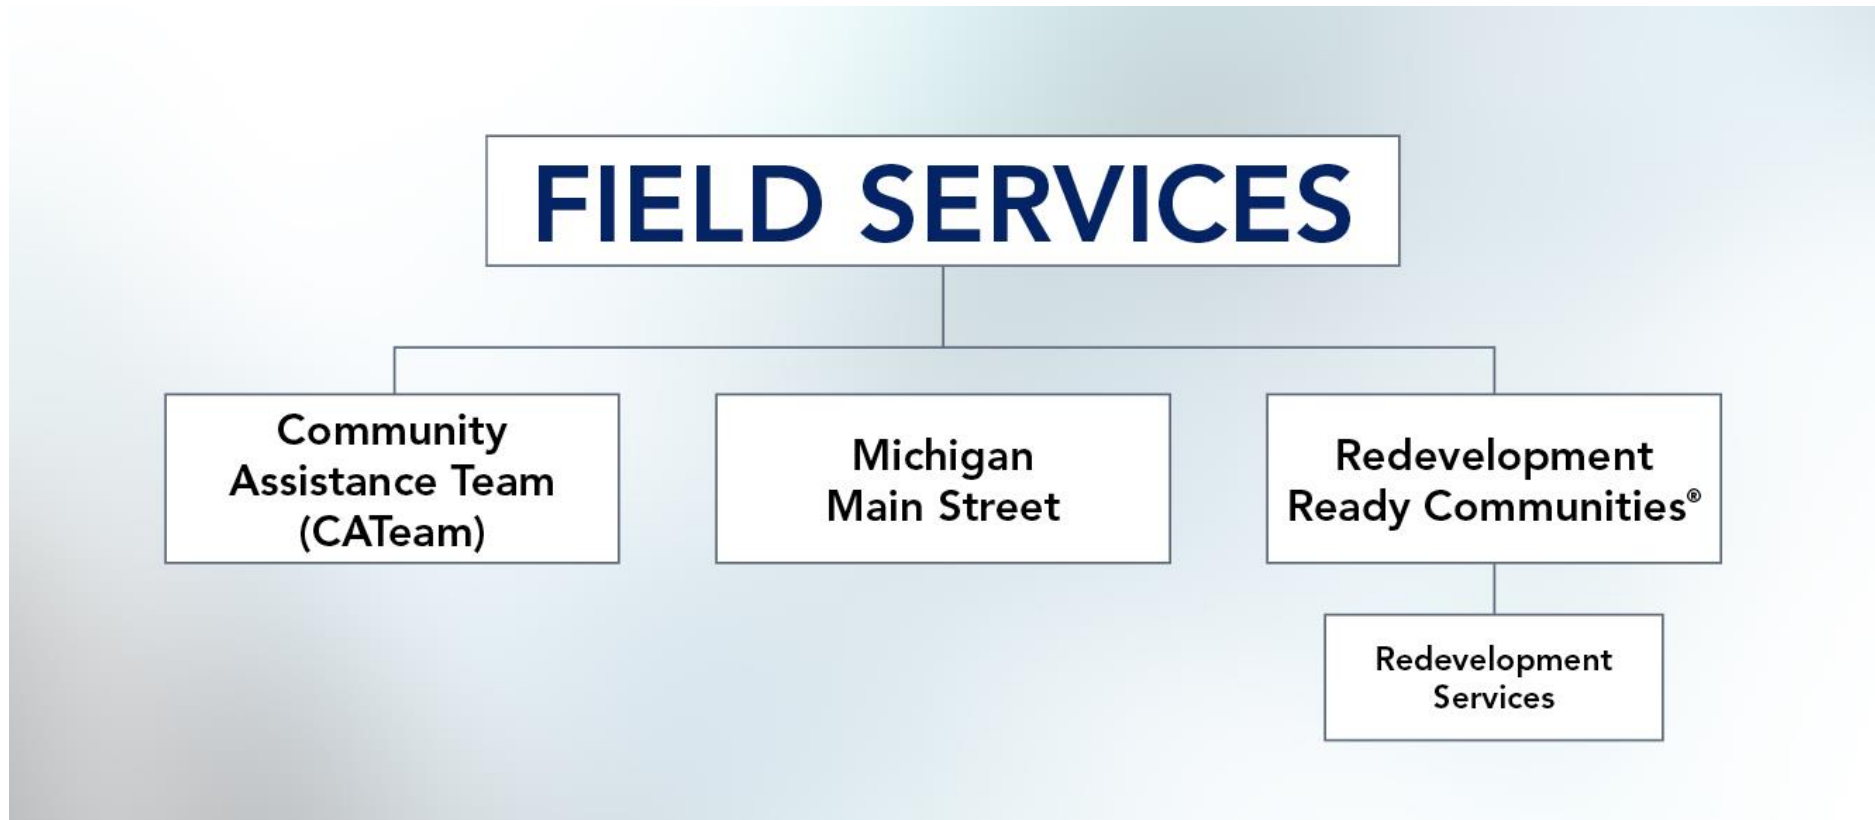 FIELD SERVICES
Community
Assistance Team
(CATeam)
Michigan
Main Street
Redevelopment
Ready Communities®
Redevelopment
Services